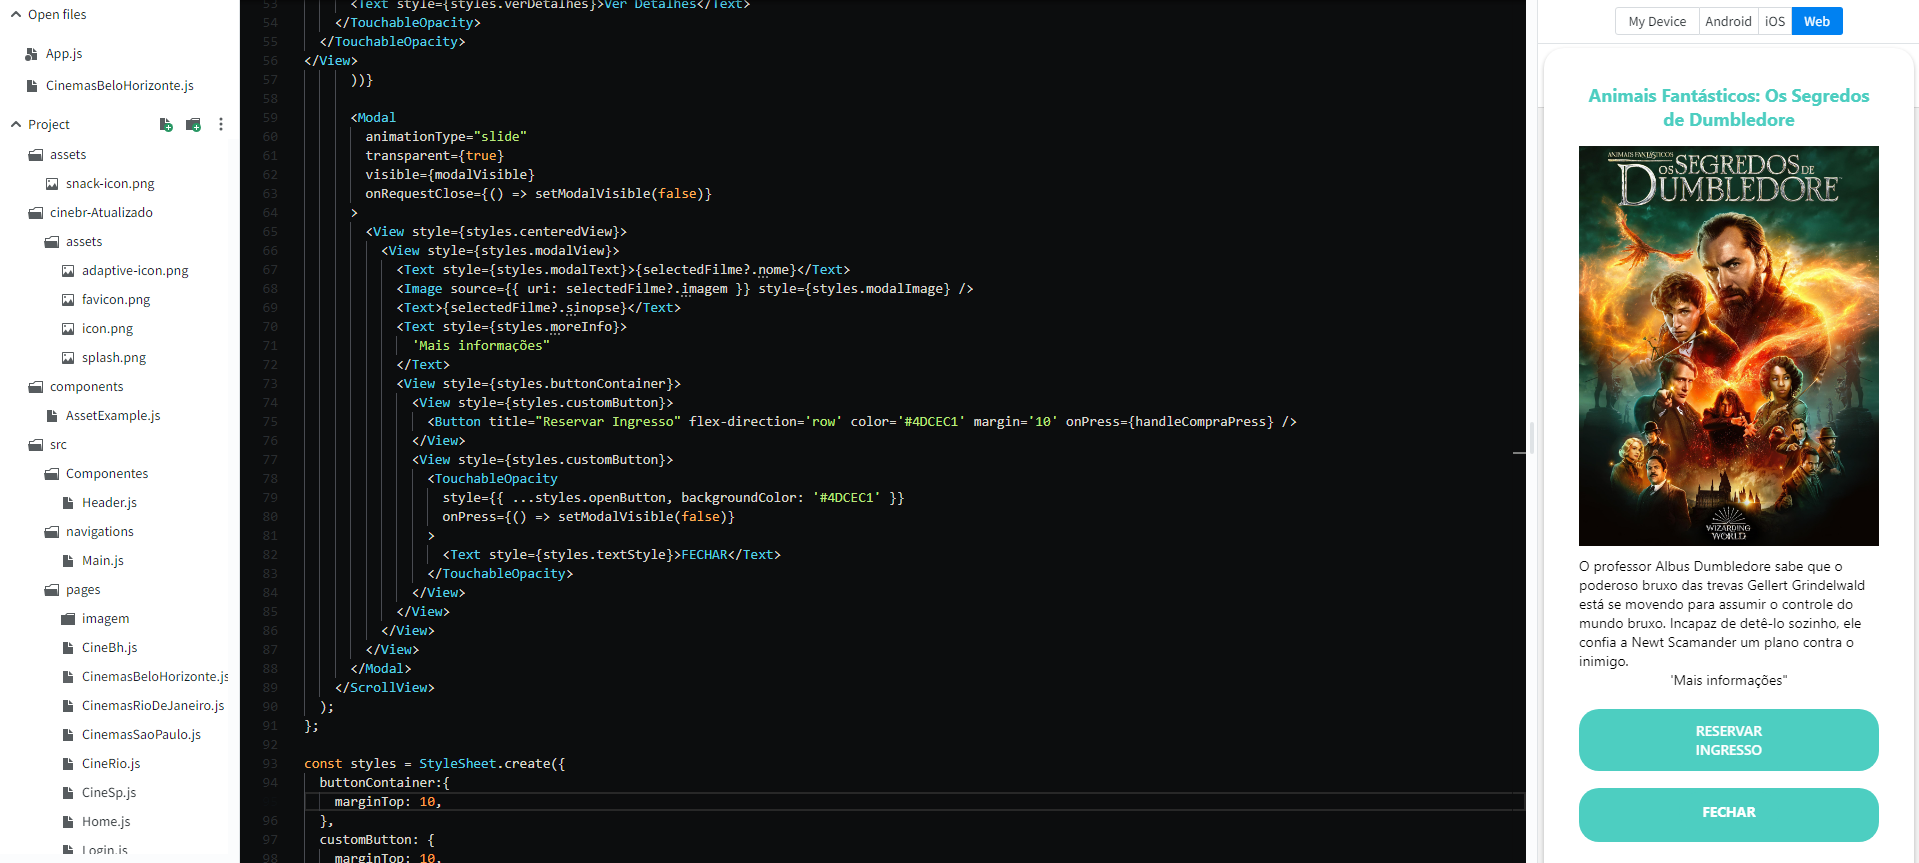 Open files
App.js
CinemasBeloHorizonte.js
Project
assets
snack-icon.png
cinebr-Atualizado
assets
adaptive-icon.png
favicon.png
icon.png
splash.png
components
AssetExample.js
src
Componentes
Header.js
navigations
Main.js
pages
imagem
CineBh.js
CinemasBeloHorizonte.js
CinemasRioDeJaneiro.js
CinemasSaoPaulo.js
CineRio.js
CineSp.js
Home.js
Login.js
53 <Text style={styles.verDetalhes}>Ver Detalhes</Text>
54 </TouchableOpacity>
55 </TouchableOpacity>
56 </View>
57 ))}
58
59 <Modal
60 animationType="slide"
61 transparent={true}
62 visible={modalVisible}
63 onRequestClose={() => setModalVisible(false)}
64 >
65 <View style={styles.centeredView}>
66 <View style={styles.modalView}>
67 <Text style={styles.modalText}>{selectedFilme?.nome}</Text>
68 <Image source={{ uri: selectedFilme?.imagem }} style={styles.modalImage} />
69 <Text>{selectedFilme?.sinopse}</Text>
70 <Text style={styles.moreInfo}>
71 'Mais informações"
72 </Text>
73 <View style={styles.buttonContainer}>
74 <View style={styles.customButton}>
75 <Button title="Reservar Ingresso" flex-direction='row' color='#4DCEC1' margin='10' onPress={handleCompraPress} />
76 </View>
77 <View style={styles.customButton}>
78 <TouchableOpacity
79 style={{ ...styles.openButton, backgroundColor: '#4DCEC1' }}
80 onPress={() => setModalVisible(false)}
81 >
82 <Text style={styles.textStyle}>FECHAR</Text>
83 </TouchableOpacity>
84 </View>
85 </View>
86 </View>
87 </View>
88 </Modal>
89 </ScrollView>
90 );
91 };
92
93 const styles = StyleSheet.create({
94 buttonContainer:{
marginTop: 10,
96 },
97 customButton: {
98 marginTop: 10,
My Device Android iOS Web
Animais Fantásticos: Os Segredos
de Dumbledore
ANIMAIS FANTÁSTICOS
OS SEGREDOS DE
DUMBLEDORE
WIZARDING
WORLD
O professor Albus Dumbledore sabe que o
poderoso bruxo das trevas Gellert Grindelwald
está se movendo para assumir o controle do
mundo bruxo. Incapaz de detê-lo sozinho, ele
confia a Newt Scamander um plano contra o
inimigo.
'Mais informações"
RESERVAR
INGRESSO
FECHAR